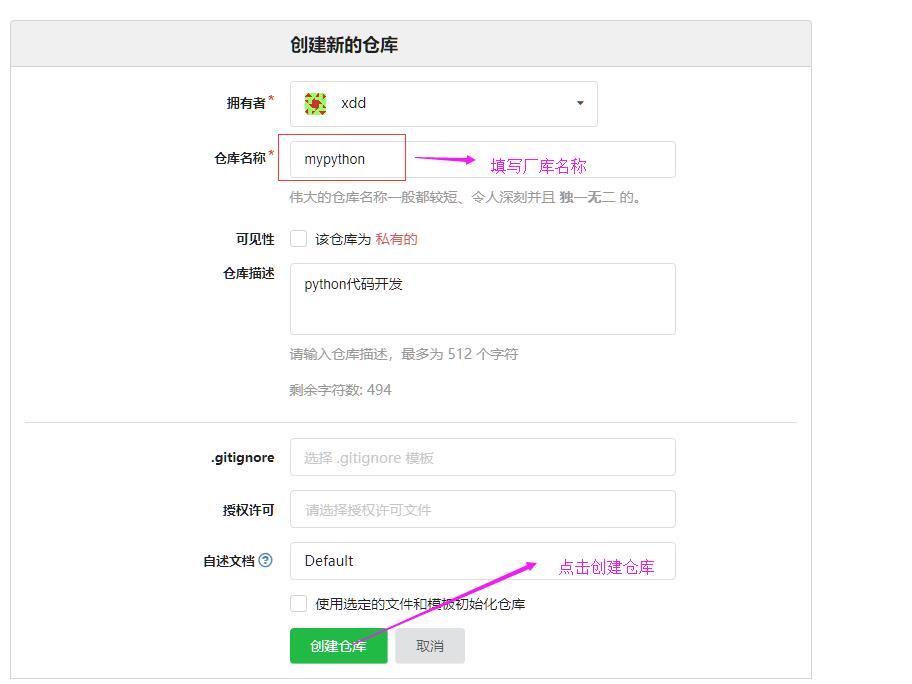 创建新的仓库
拥有者* xdd
仓库名称* mypython 填写厂库名称
伟大的仓库名称一般都较短、令人深刻并且 独一无二 的。
可见性 该仓库为 私有的
仓库描述 python代码开发
请输入仓库描述，最多为 512 个字符
剩余字符数: 494
.gitignore 选择 .gitignore 模板
授权许可 请选择授权许可文件
自述文档 ? Default 点击创建仓库
使用选定的文件和模板初始化仓库
创建仓库 取消